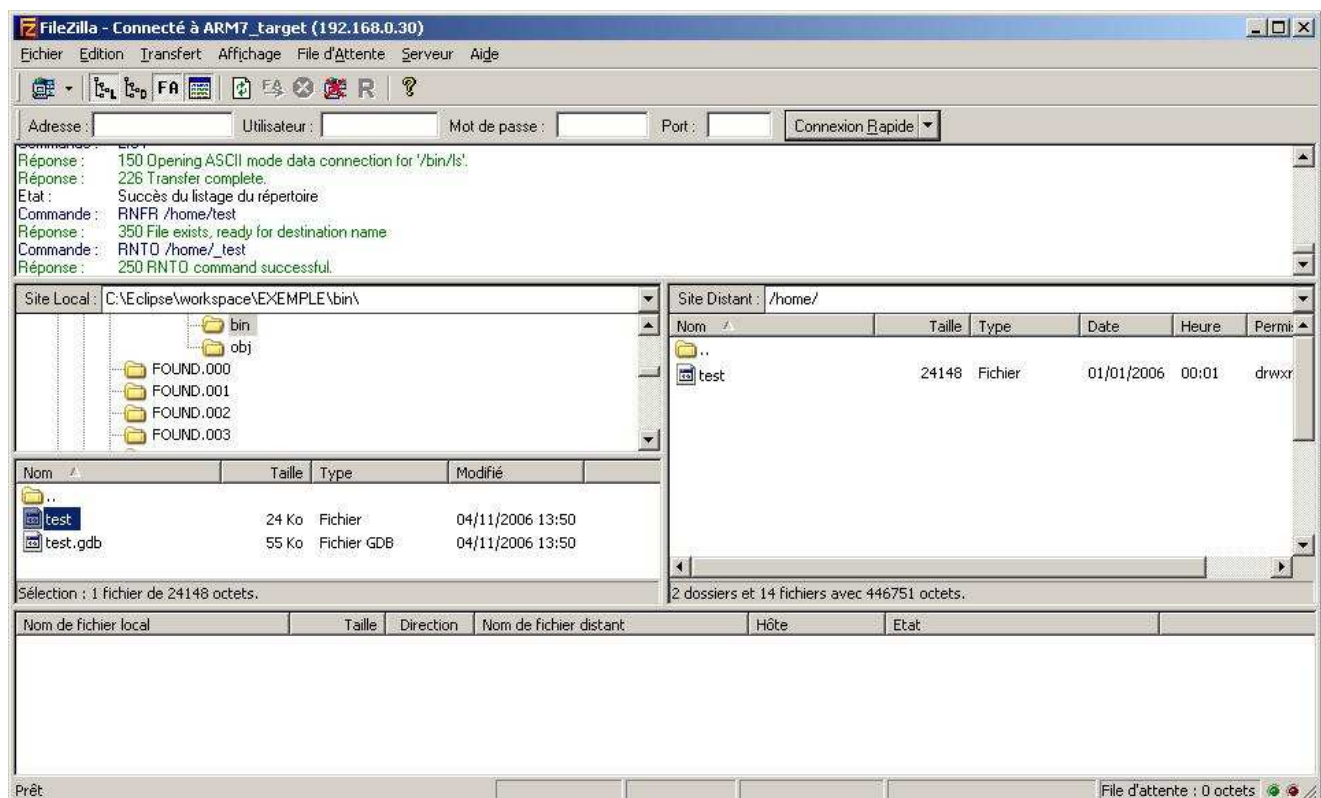 FileZilla - Connecté à ARM7_target (192.168.0.30)
Fichier Edition Transfert Affichage File d'Attente Serveur Aide
Adresse : Utilisateur : Mot de passe : Port : Connexion Rapide
Réponse : 150 Opening ASCII mode data connection for '/bin/ls'.
Réponse : 226 Transfer complete.
Etat : Succès du listage du répertoire
Commande : RNFR /home/test
Réponse : 350 File exists, ready for destination name
Commande : RNTO /home/_test
Réponse : 250 RNTO command successful.
Site Local : C:\Eclipse\workspace\EXEMPLE\bin\
bin
obj
FOUND.000
FOUND.001
FOUND.002
FOUND.003
Nom Taille Type Modifié
..
test 24 Ko Fichier 04/11/2006 13:50
test.gdb 55 Ko Fichier GDB 04/11/2006 13:50
Sélection : 1 fichier de 24148 octets.
Site Distant : /home/
Nom Taille Type Date Heure Permi
..
test 24148 Fichier 01/01/2006 00:01 drwxr
2 dossiers et 14 fichiers avec 446751 octets.
Nom de fichier local Taille Direction Nom de fichier distant Hôte Etat
Prêt File d'attente : 0 octets